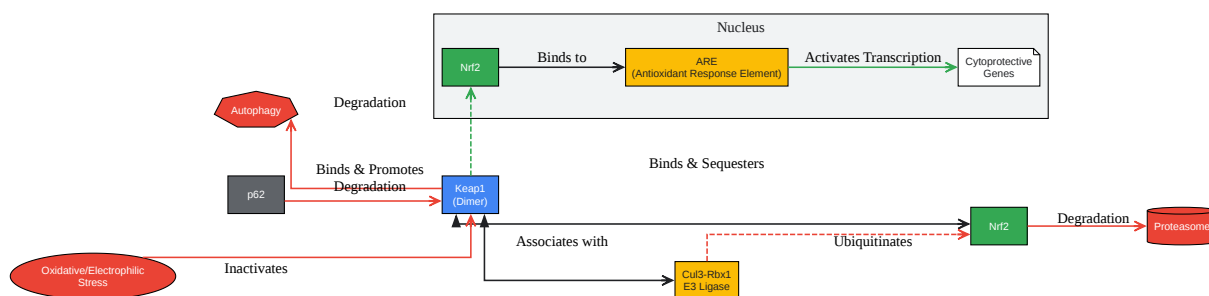 Nucleus
Nrf2
Binds to
ARE
(Antioxidant Response Element)
Activates Transcription
Cytoprotective
Genes
Autophagy
Degradation
Binds & Sequesters
Binds & Promotes
Degradation
p62
Keap1
(Dimer)
Associates with
Ubiquitinates
Nrf2
Degradation
Proteasome
Oxidative/Electrophilic
Stress
Inactivates
Cul3-Rbx1
E3 Ligase